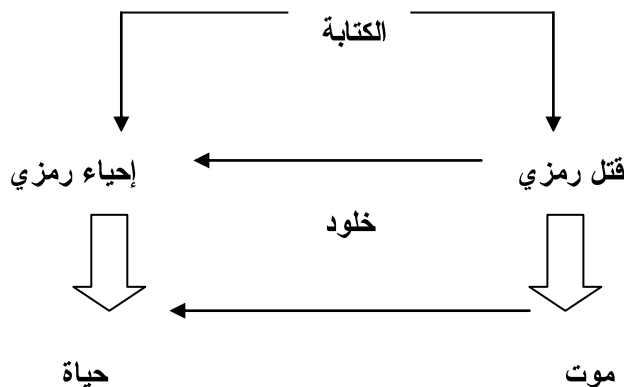 الكتابة
قتل رمزي إحياء رمزي
خلود
موت حياة